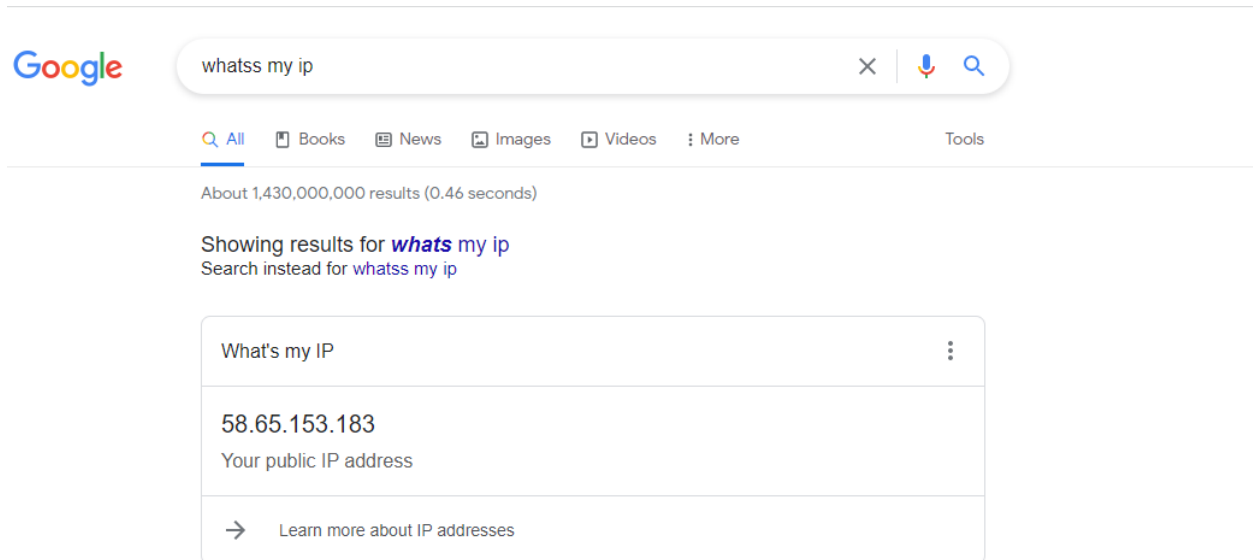 Google
whatss my ip
All Books News Images Videos More Tools
About 1,430,000,000 results (0.46 seconds)
Showing results for whats my ip
Search instead for whatss my ip
What's my IP
58.65.153.183
Your public IP address
Learn more about IP addresses